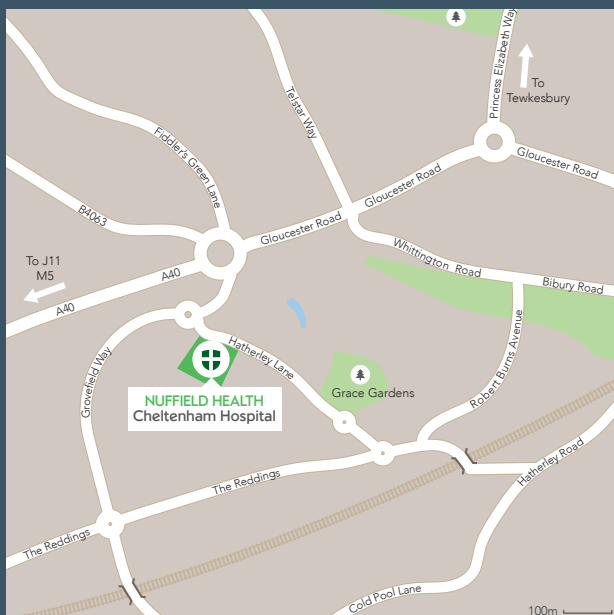 Princess Elizabeth Way
To
Tewkesbury
Telstar Way
Fiddler's Green Lane
Gloucester Road
Gloucester Road
Gloucester Road
B4063
Whittington Road
To J11
M5
A40
A40
Bibury Road
Hatherley Lane
Robert Burns Avenue
Grovefield Way
Grace Gardens
NUFFIELD HEALTH
Cheltenham Hospital
Hatherley Road
The Reddings
The Reddings
Cold Pool Lane
100m